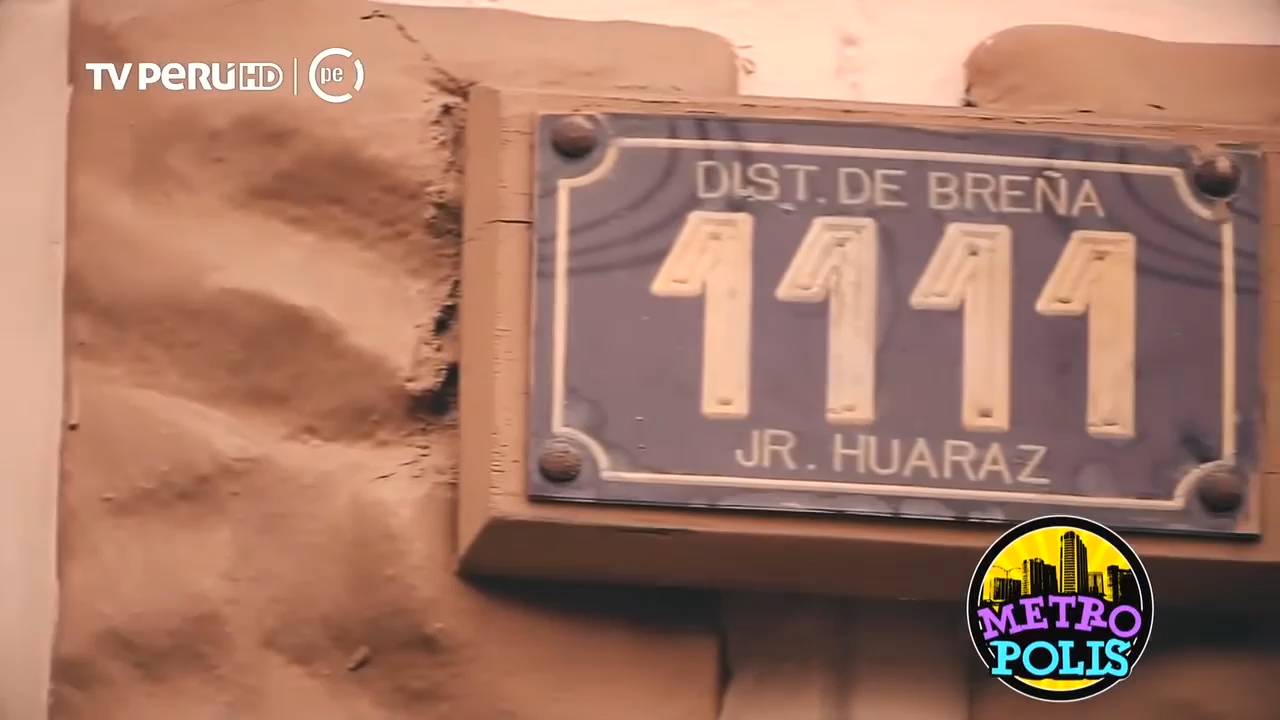 TV PERÚ HD | pe
DIST. DE BREÑA
1111
JR. HUARAZ
METRO
POLIS